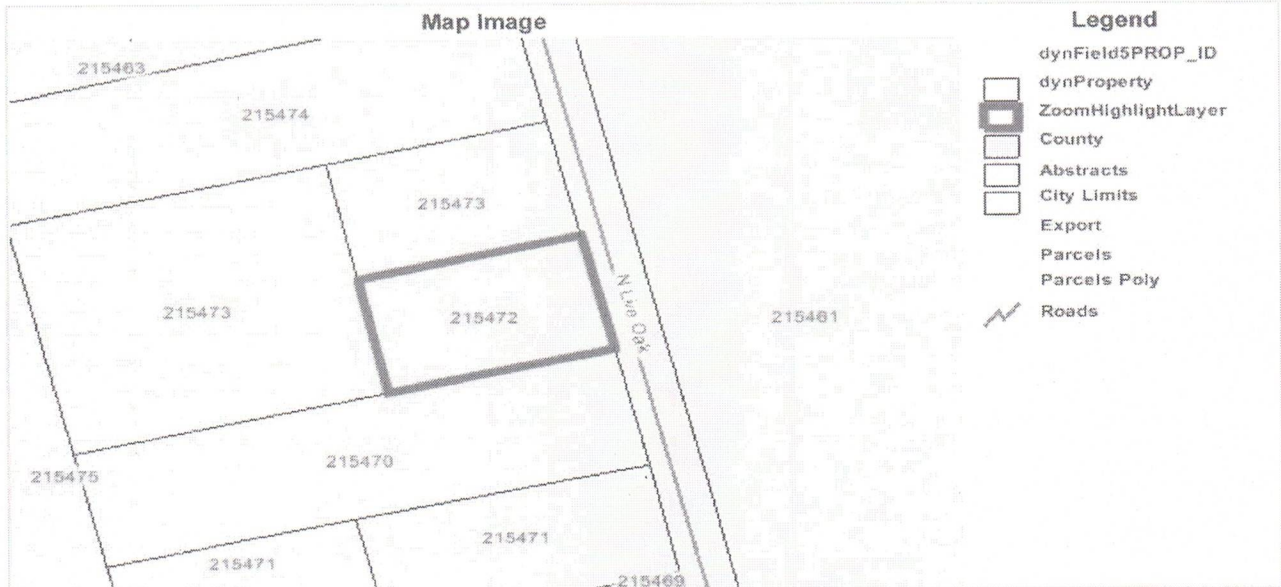 Map Image
215463
215474
215473
215473
215472
N Live Oak
215461
215470
215475
215471
215471
215469
Legend
dynField5PROP_ID
dynProperty
ZoomHighlightLayer
County
Abstracts
City Limits
Export
Parcels
Parcels Poly
Roads